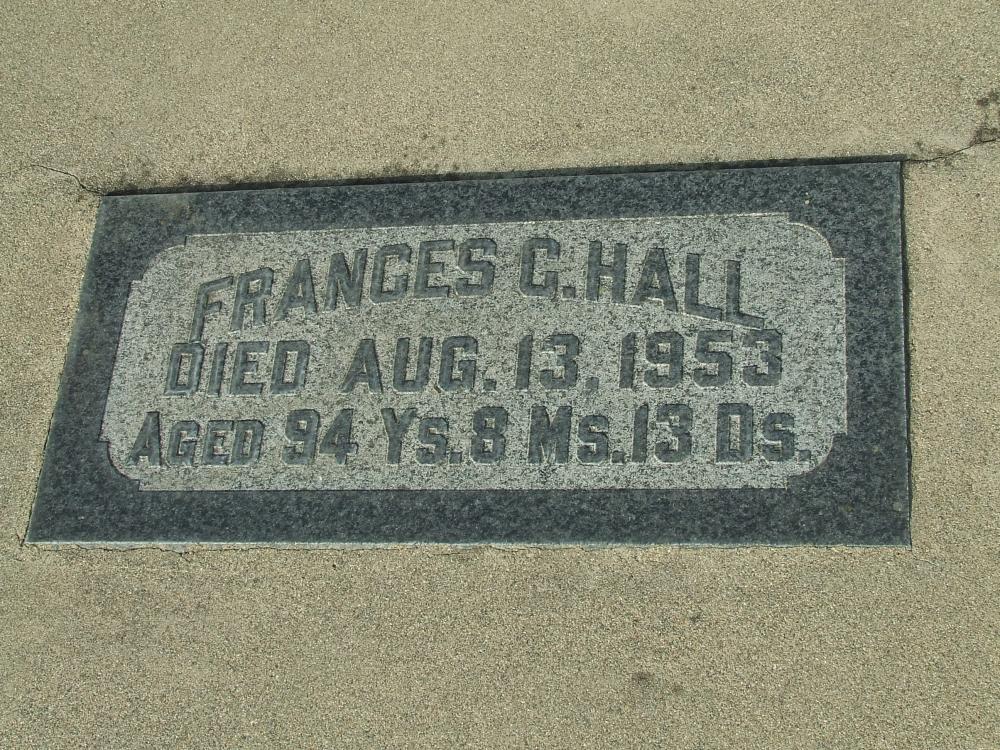 FRANCES C. HALL
DIED AUG. 13, 1953
AGED 94 YS. 8 MS. 13 DS.